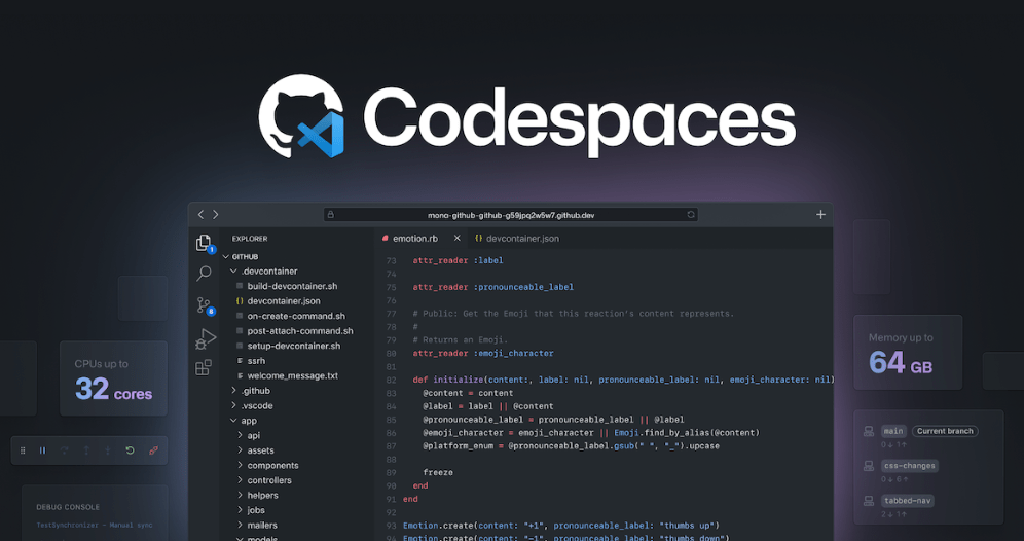 Codespaces
mono-github-github-g59jpq2w5w7.github.dev
EXPLORER
GITHUB
.devcontainer
build-devcontainer.sh
devcontainer.json
on-create-command.sh
post-attach-command.sh
setup-devcontainer.sh
ssrh
welcome_message.txt
.github
.vscode
app
api
assets
components
controllers
helpers
jobs
mailers
models
1
6
emotion.rb
{} devcontainer.json
73 attr_reader :label
74
75 attr_reader :pronounceable_label
76
77 # Public: Get the Emoji that this reaction's content represents.
78 #
79 # Returns an Emoji.
80 attr_reader :emoji_character
81
82 def initialize(content:, label: nil, pronounceable_label: nil, emoji_character: nil)
83 @content = content
84 @label = label || @content
85 @pronounceable_label = pronounceable_label || @label
86 @emoji_character = emoji_character || Emoji.find_by_alias(@content)
87 @platform_enum = @pronounceable_label.gsub(" ", "_").upcase
88
89 freeze
90 end
91 end
92
93 Emotion.create(content: "+1", pronounceable_label: "thumbs up")
94 Emotion.create(content: "-1", pronounceable_label: "thumbs down")
CPUs up to
32 cores
DEBUG CONSOLE
TestSynchronizer - Manual sync
Memory up to
64 GB
main Current branch
0↓ 1↑
css-changes
0↓ 0↑
tabbed-nav
2↓ 1↑